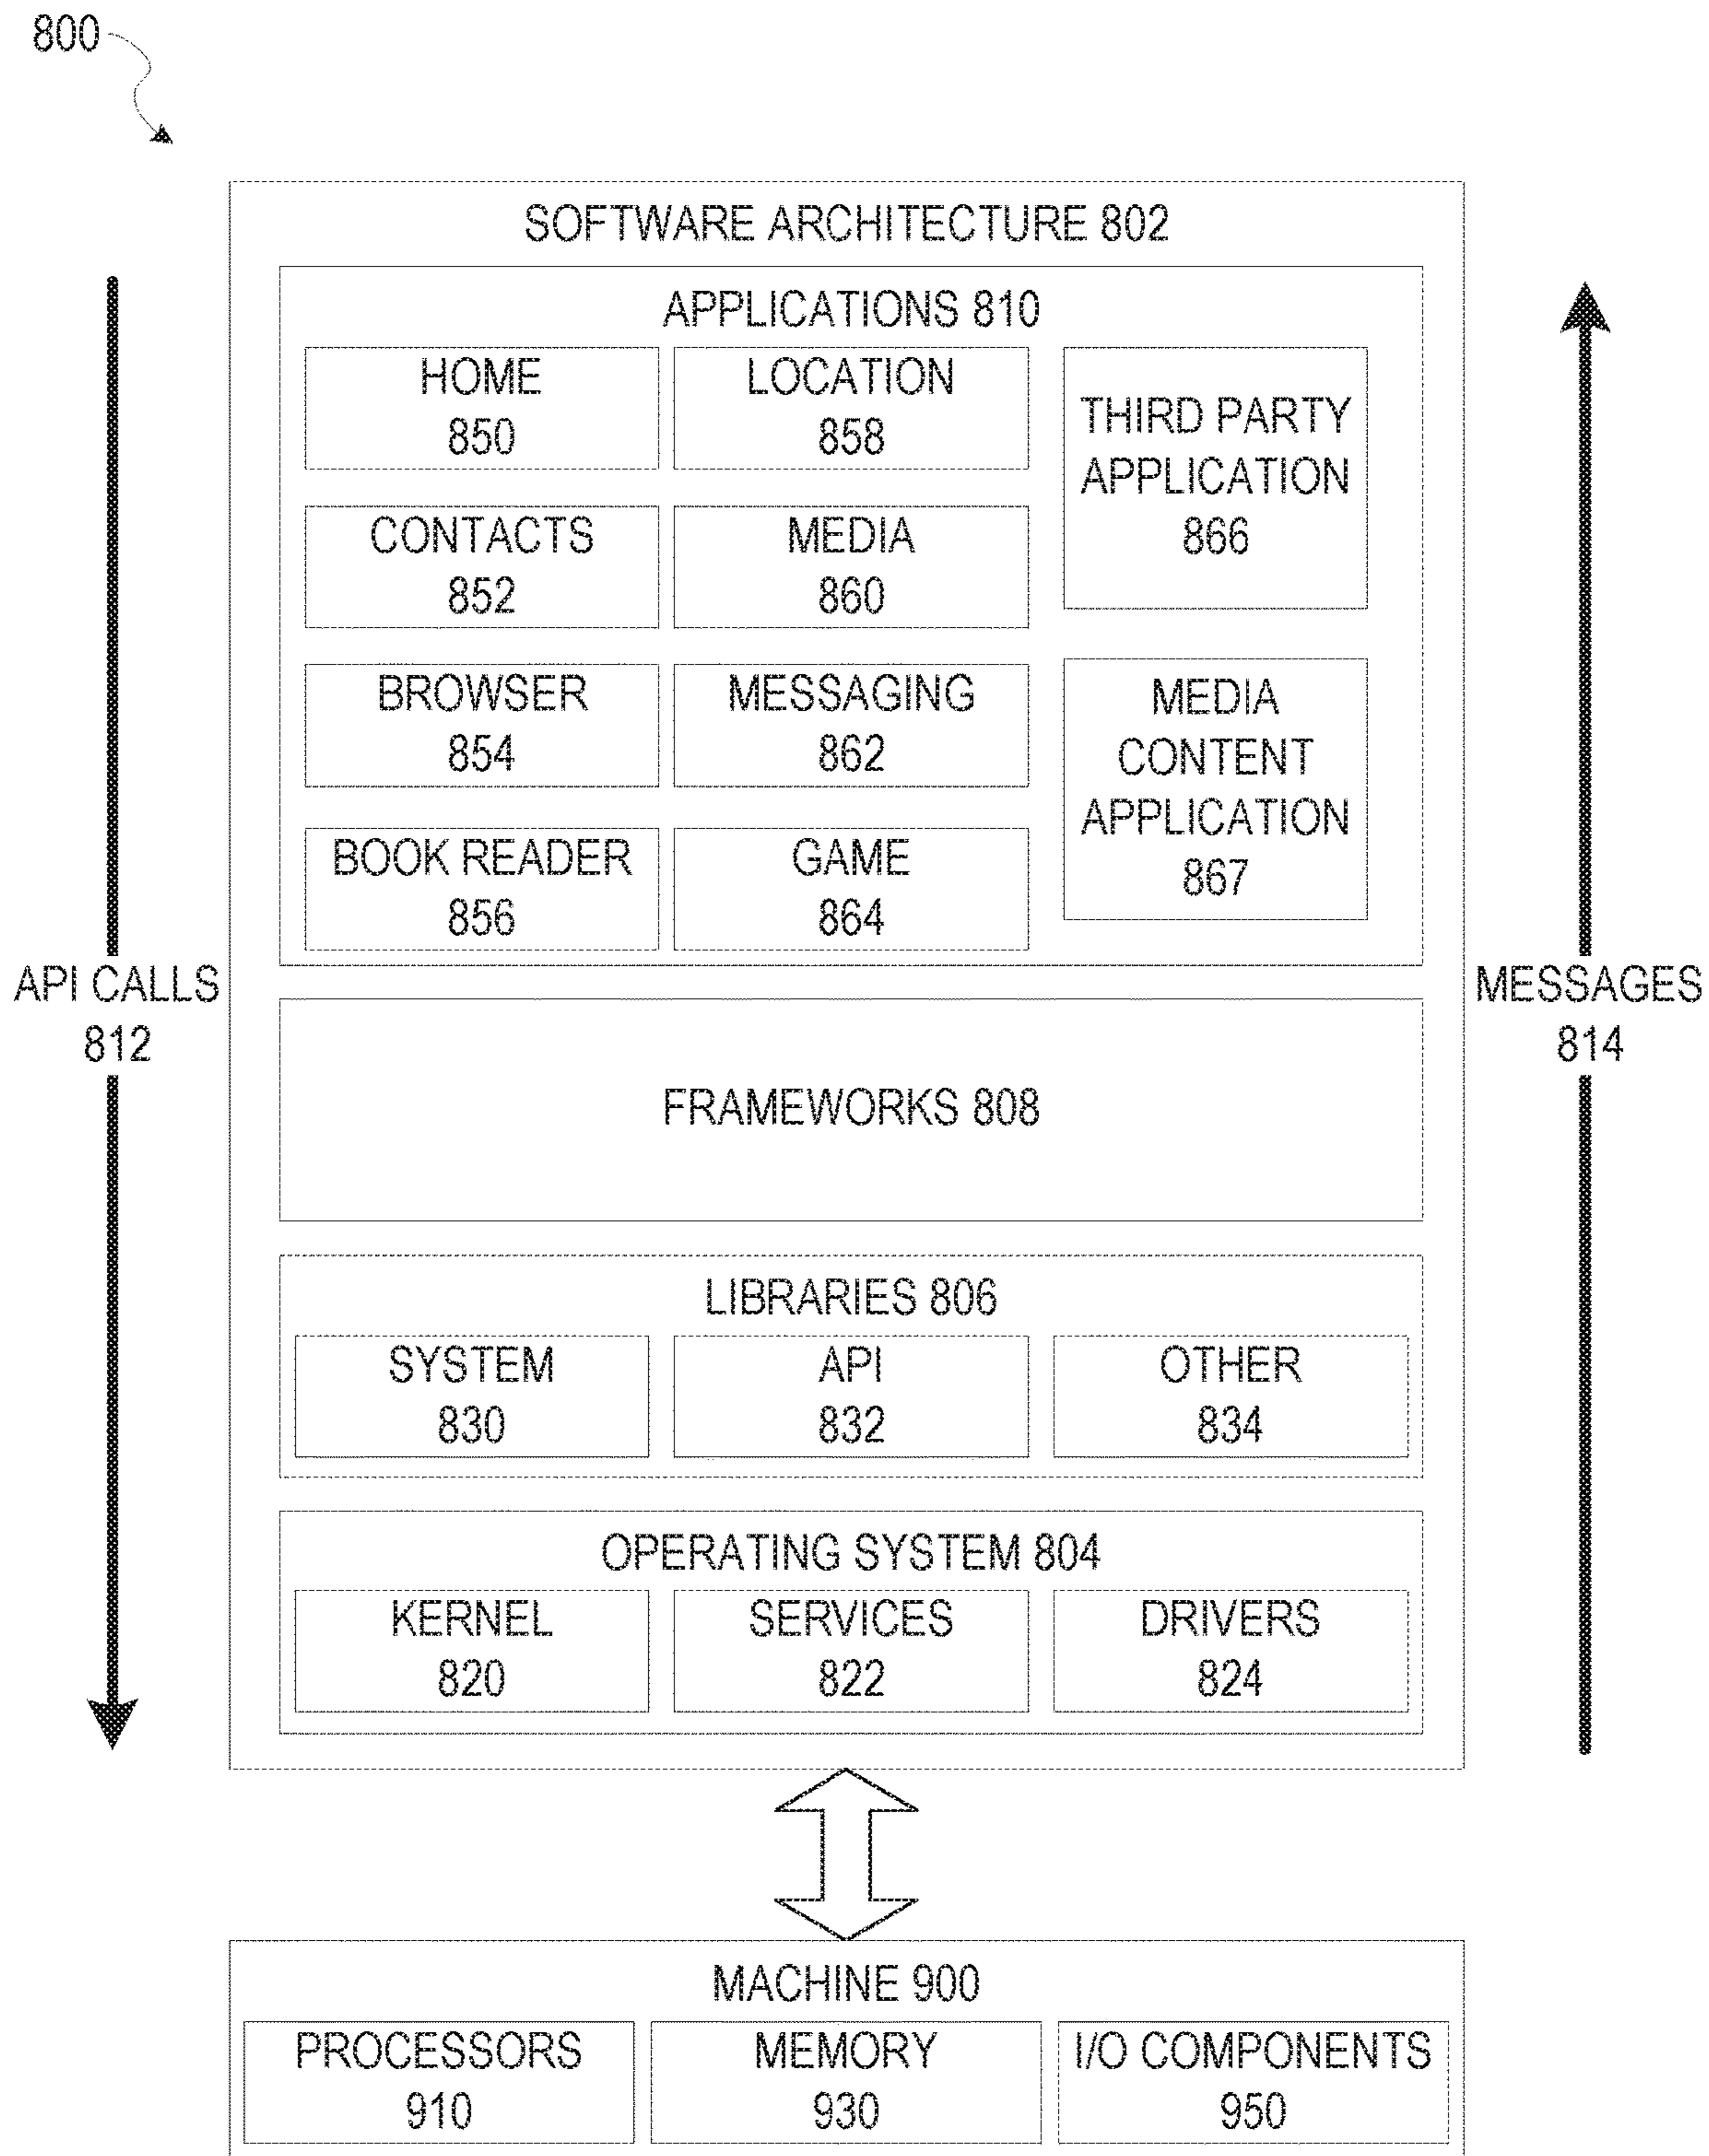 800
SOFTWARE ARCHITECTURE 802
APPLICATIONS 810
HOME
850
LOCATION
858
THIRD PARTY
APPLICATION
866
CONTACTS
852
MEDIA
860
BROWSER
854
MESSAGING
862
MEDIA
CONTENT
APPLICATION
867
BOOK READER
856
GAME
864
API CALLS
812
MESSAGES
814
FRAMEWORKS 808
LIBRARIES 806
SYSTEM
830
API
832
OTHER
834
OPERATING SYSTEM 804
KERNEL
820
SERVICES
822
DRIVERS
824
MACHINE 900
PROCESSORS
910
MEMORY
930
I/O COMPONENTS
950